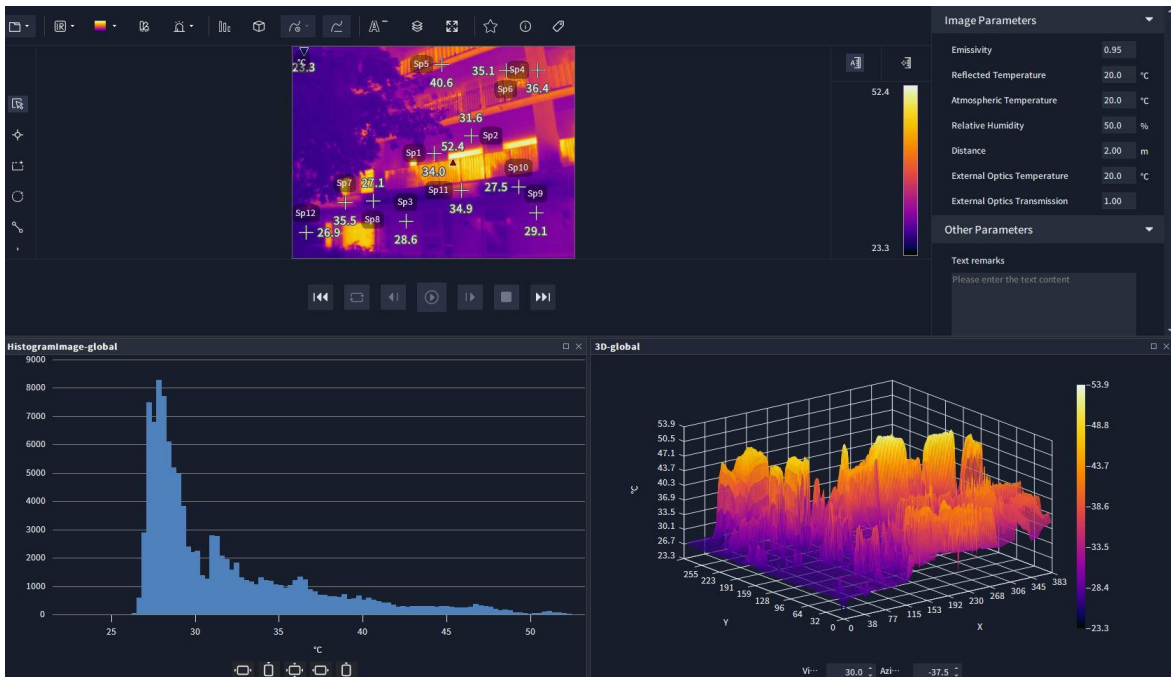 IR
A
Image Parameters
Emissivity 0.95
Reflected Temperature 20.0 °C
Atmospheric Temperature 20.0 °C
Relative Humidity 50.0 %
Distance 2.00 m
External Optics Temperature 20.0 °C
External Optics Transmission 1.00
Other Parameters
Text remarks
Please enter the text content
°C
23.3
Sp5
40.6
35.1 Sp4
Sp6 36.4
31.6
Sp2
Sp1 52.4
34.0
Sp10
Sp7 27.1
Sp11 27.5 Sp9
Sp3
34.9
Sp12
35.5 Sp8
26.9
28.6
29.1
A
52.4
23.3
HistogramImage-global
9000
8000
7000
6000
5000
4000
3000
2000
1000
0
25 30 35 40 45 50
°C
3D-global
53.9
50.5
47.1
43.7
40.3
36.9
33.5
30.1
26.7
23.3
°C
255 223 191 159 128 96 64 32 0
Y
0 38 77 115 153 192 230 268 306 345 383
X
53.9
48.8
43.7
38.6
33.5
28.4
23.3
Vi··· 30.0 Azi··· -37.5